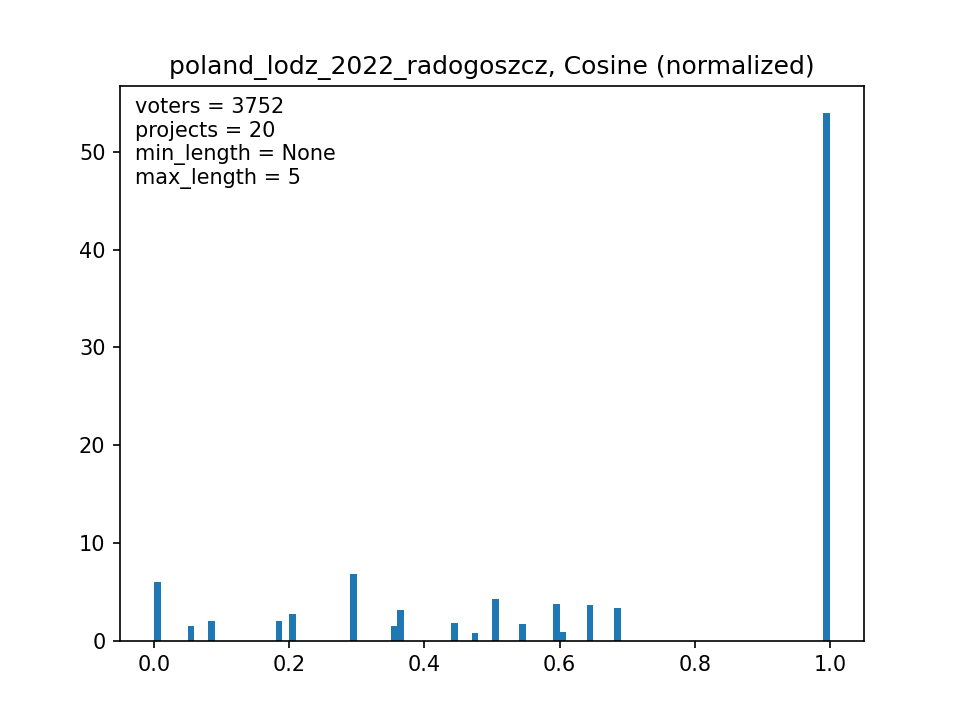 poland_lodz_2022_radogoszcz, Cosine (normalized)
voters = 3752
projects = 20
min_length = None
max_length = 5
50
40
30
20
10
0
0.0 0.2 0.4 0.6 0.8 1.0